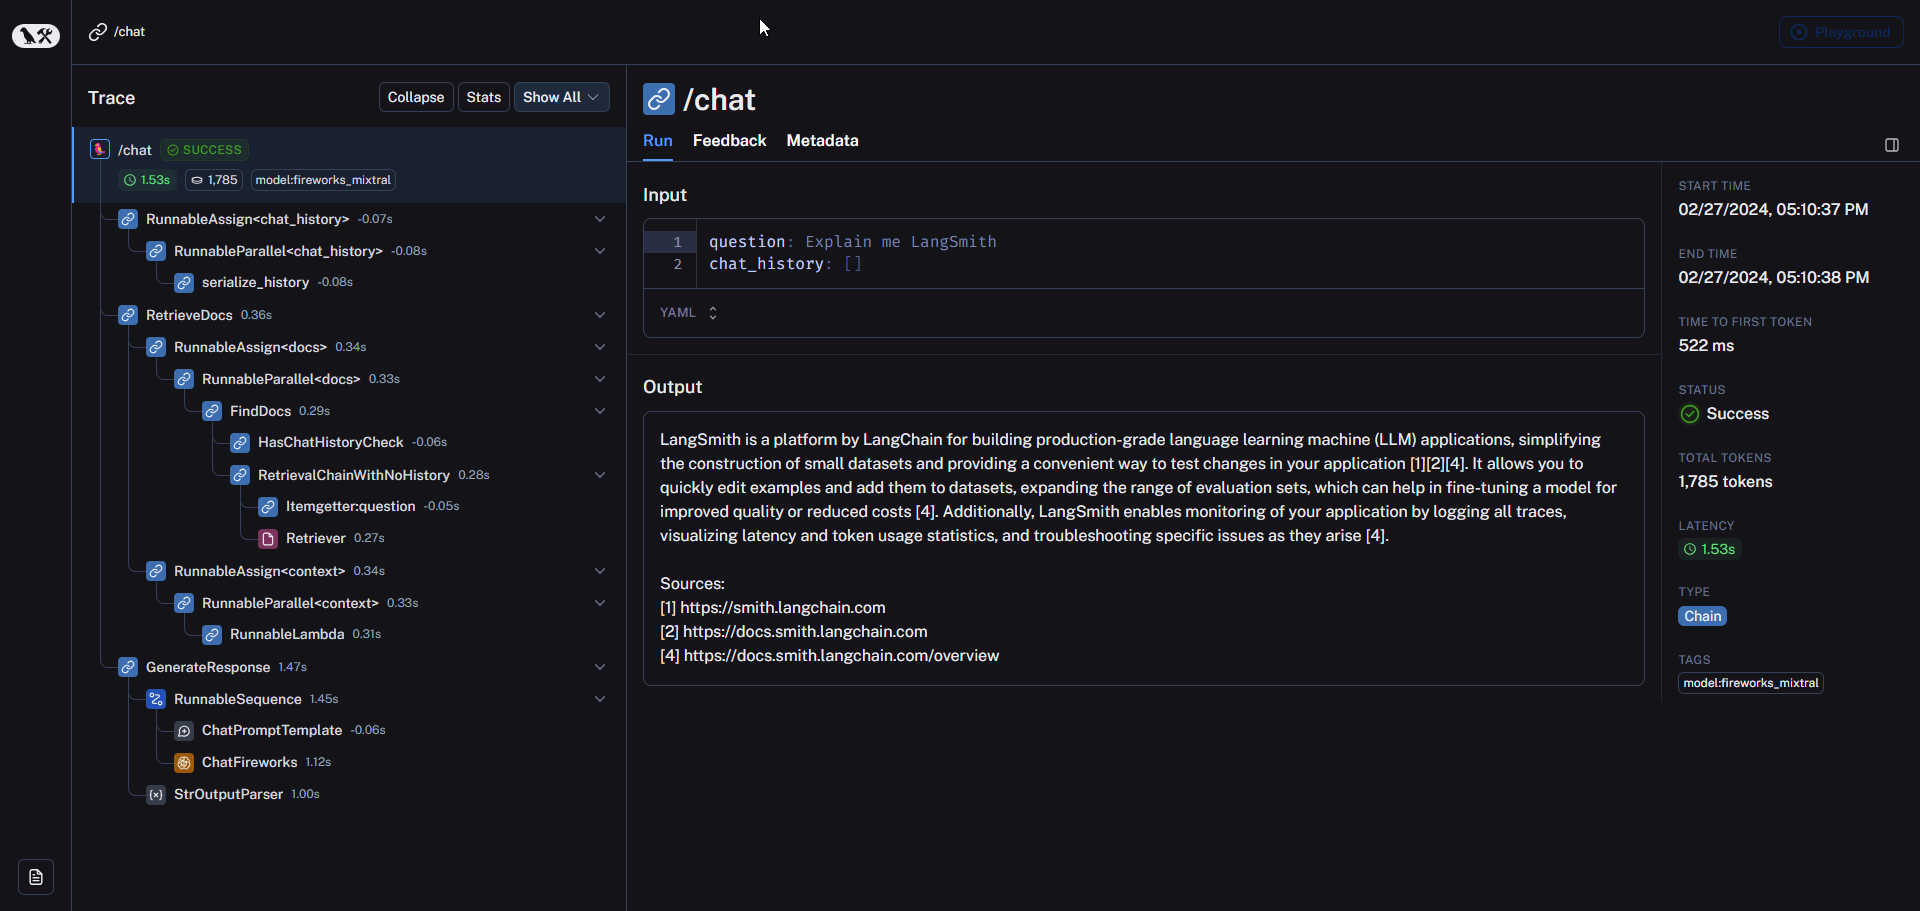 /chat
Playground
Trace
Collapse
Stats
Show All
/chat
SUCCESS
1.53s
1,785
model:fireworks_mixtral
RunnableAssign<chat_history> -0.07s
RunnableParallel<chat_history> -0.08s
serialize_history -0.08s
RetrieveDocs 0.36s
RunnableAssign<docs> 0.34s
RunnableParallel<docs> 0.33s
FindDocs 0.29s
HasChatHistoryCheck -0.06s
RetrievalChainWithNoHistory 0.28s
Itemgetter:question -0.05s
Retriever 0.27s
RunnableAssign<context> 0.34s
RunnableParallel<context> 0.33s
RunnableLambda 0.31s
GenerateResponse 1.47s
RunnableSequence 1.45s
ChatPromptTemplate -0.06s
ChatFireworks 1.12s
StrOutputParser 1.00s
/chat
Run
Feedback
Metadata
Input
1 question: Explain me LangSmith
2 chat_history: []
YAML
Output
LangSmith is a platform by LangChain for building production-grade language learning machine (LLM) applications, simplifying
the construction of small datasets and providing a convenient way to test changes in your application [1][2][4]. It allows you to
quickly edit examples and add them to datasets, expanding the range of evaluation sets, which can help in fine-tuning a model for
improved quality or reduced costs [4]. Additionally, LangSmith enables monitoring of your application by logging all traces,
visualizing latency and token usage statistics, and troubleshooting specific issues as they arise [4].
Sources:
[1] https://smith.langchain.com
[2] https://docs.smith.langchain.com
[4] https://docs.smith.langchain.com/overview
START TIME
02/27/2024, 05:10:37 PM
END TIME
02/27/2024, 05:10:38 PM
TIME TO FIRST TOKEN
522 ms
STATUS
Success
TOTAL TOKENS
1,785 tokens
LATENCY
1.53s
TYPE
Chain
TAGS
model:fireworks_mixtral